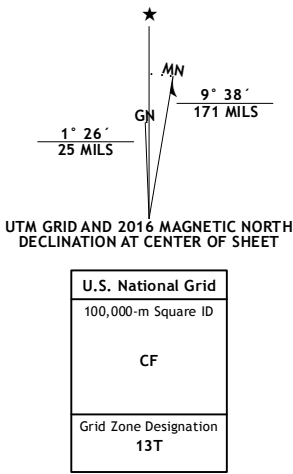 ★
MN
GN
9° 38´
171 MILS
1° 26´
25 MILS
UTM GRID AND 2016 MAGNETIC NORTH
DECLINATION AT CENTER OF SHEET
U.S. National Grid
100,000-m Square ID
CF
Grid Zone Designation
13T